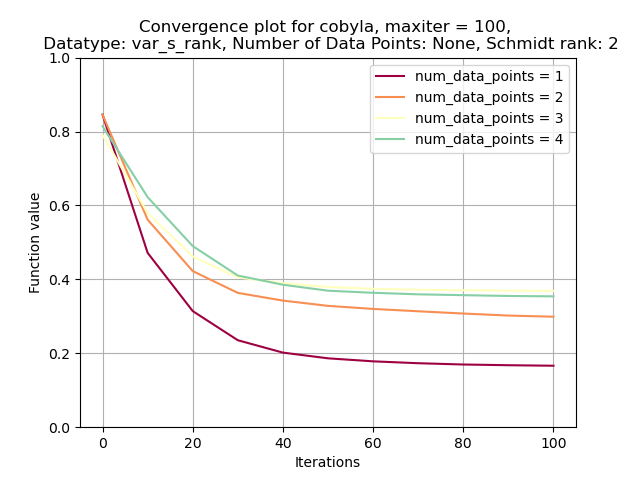 Convergence plot for cobyla, maxiter = 100,
Datatype: var_s_rank, Number of Data Points: None, Schmidt rank: 2
num_data_points = 1
num_data_points = 2
num_data_points = 3
num_data_points = 4
Function value
1.0
0.8
0.6
0.4
0.2
0.0
0 20 40 60 80 100
Iterations